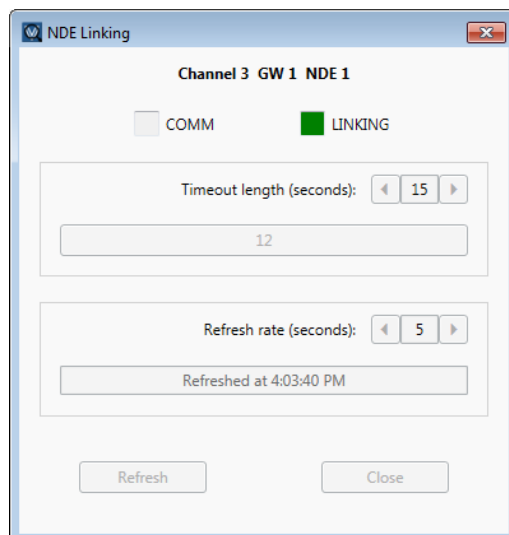 NDE Linking
Channel 3 GW 1 NDE 1
COMM LINKING
Timeout length (seconds): 15
12
Refresh rate (seconds): 5
Refreshed at 4:03:40 PM
Refresh Close